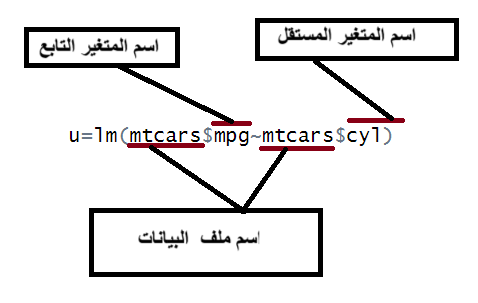 اسم المتغير المستقل
اسم المتغير التابع
u=lm(mtcars$mpg~mtcars$cyl)
اسم ملف البيانات